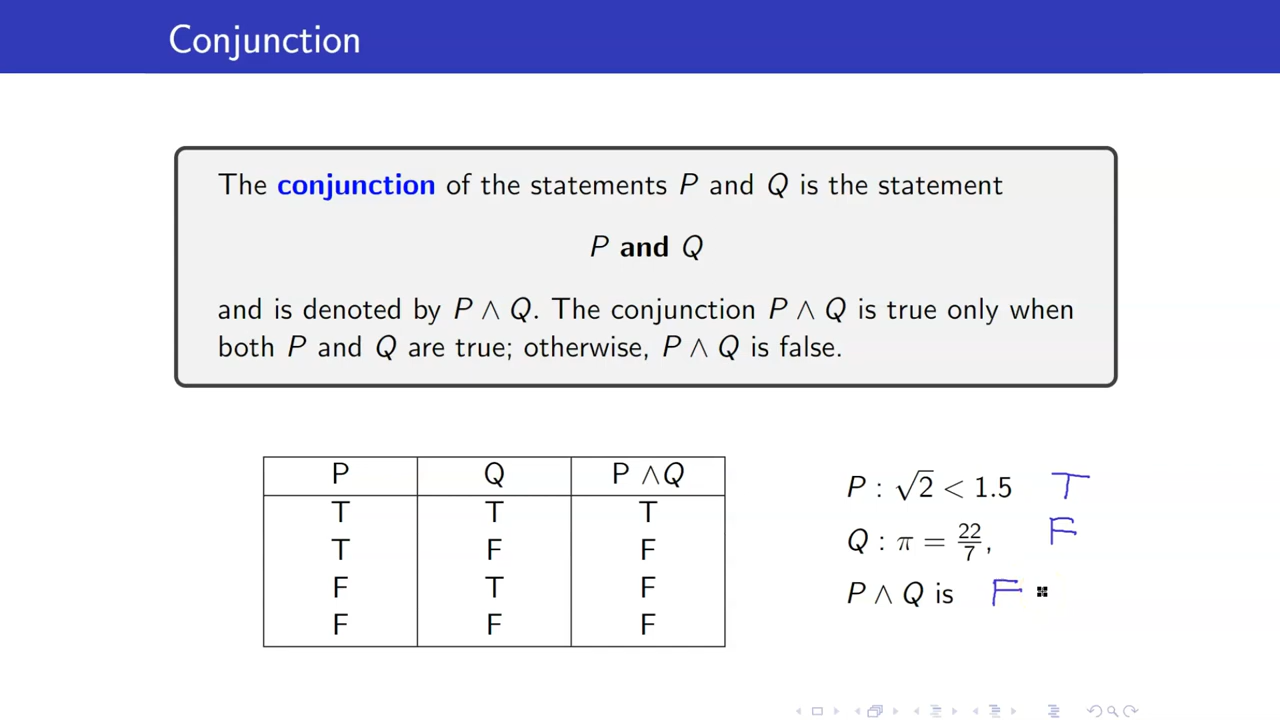 Conjunction
The conjunction of the statements P and Q is the statement
P and Q
and is denoted by P ∧ Q. The conjunction P ∧ Q is true only when
both P and Q are true; otherwise, P ∧ Q is false.
P Q P ∧Q
T T T
T F F
F T F
F F F
P : √2 < 1.5 T
Q : π = 22/7, F
P ∧ Q is F